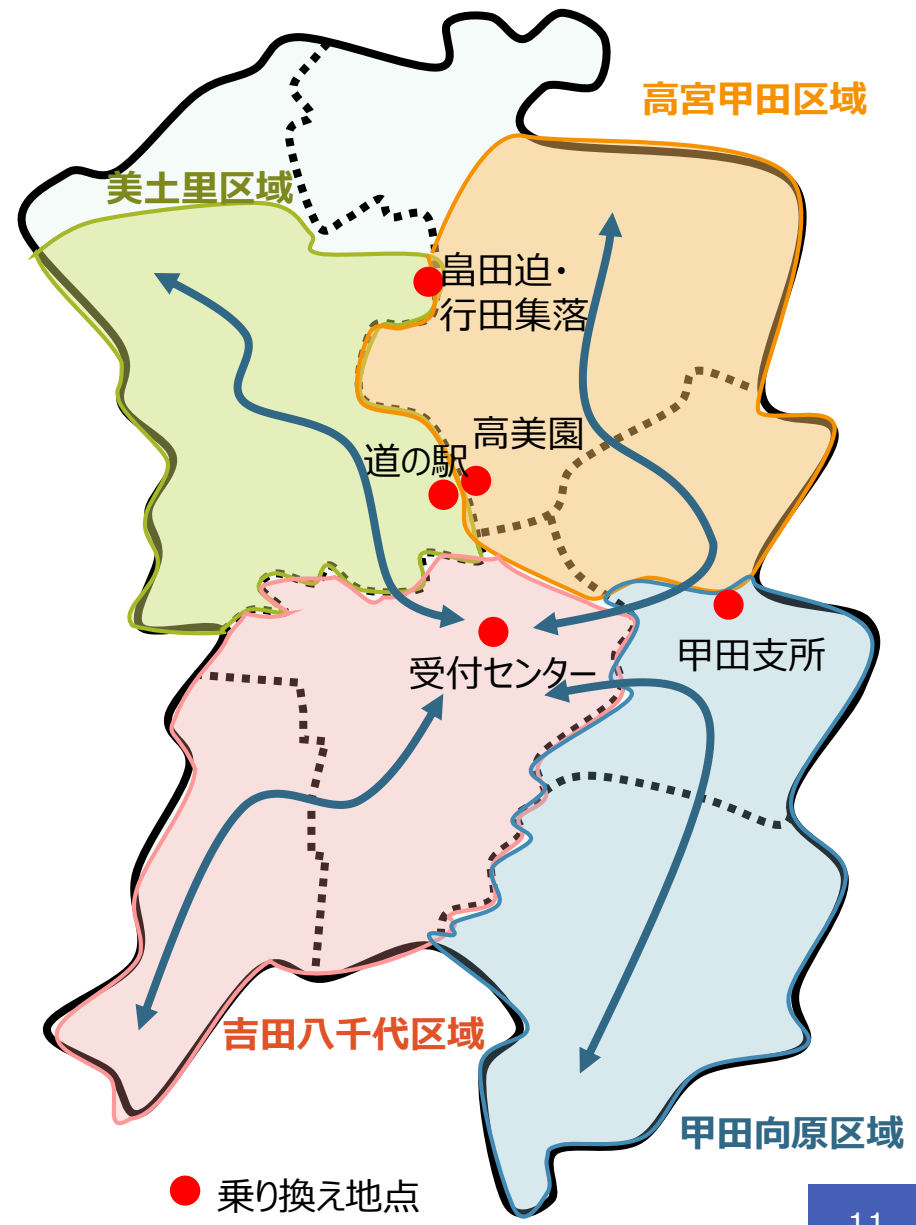 高宮甲田区域
美土里区域
畠田迫・
行田集落
高美園
道の駅
甲田支所
受付センター
吉田八千代区域
甲田向原区域
乗り換え地点
11